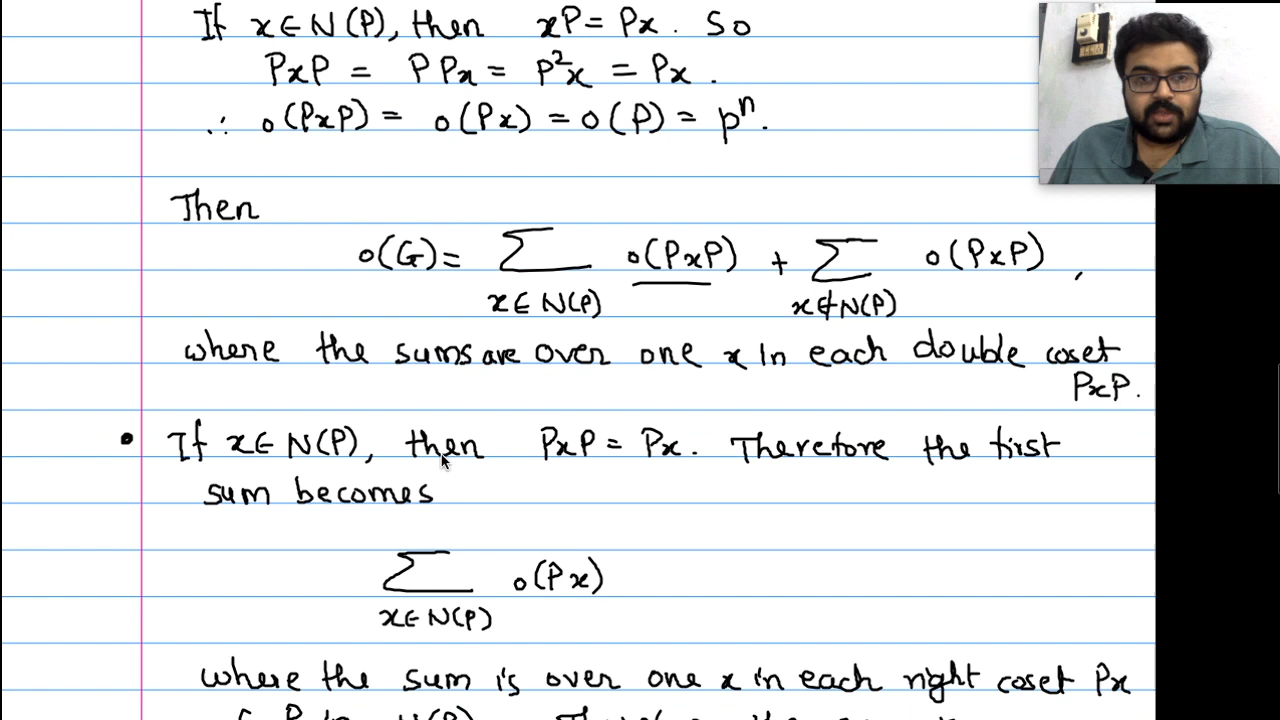 If x ∈ N(P), then xP = Px. So
PxP = PPx = P²x = Px.
∴ o(PxP) = o(Px) = o(P) = pⁿ.
Then
o(G) = ∑_{x ∈ N(P)} o(PxP) + ∑_{x ∉ N(P)} o(PxP),
where the sums are over one x in each double coset
PxP.
• If x ∈ N(P), then PxP = Px. Therefore the first
sum becomes
∑_{x ∈ N(P)} o(Px)
where the sum is over one x in each right coset Px